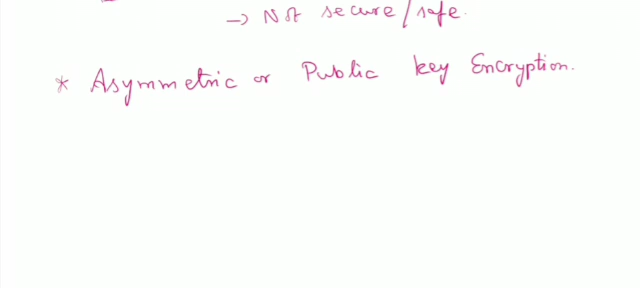 → Not secure/safe.
* Asymmetric or Public key Encryption.